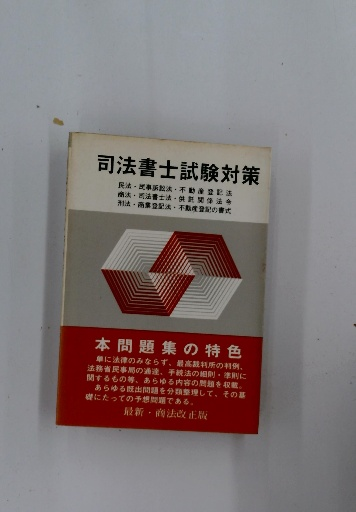 司法書士試験対策
民法・民事訴訟法・不動産登記法
商法・司法書士法・供託関係法令
刑法・商業登記法・不動産登記の書式
本問題集の特色
単に法律のみならず、最高裁判所の判例、
法務省民事局の通達、手続法の細則・準則に
関するもの等、あらゆる内容の問題を収載。
あらゆる既出問題を分類整理して、その基
礎にたっての予想問題である。
最新・商法改正版